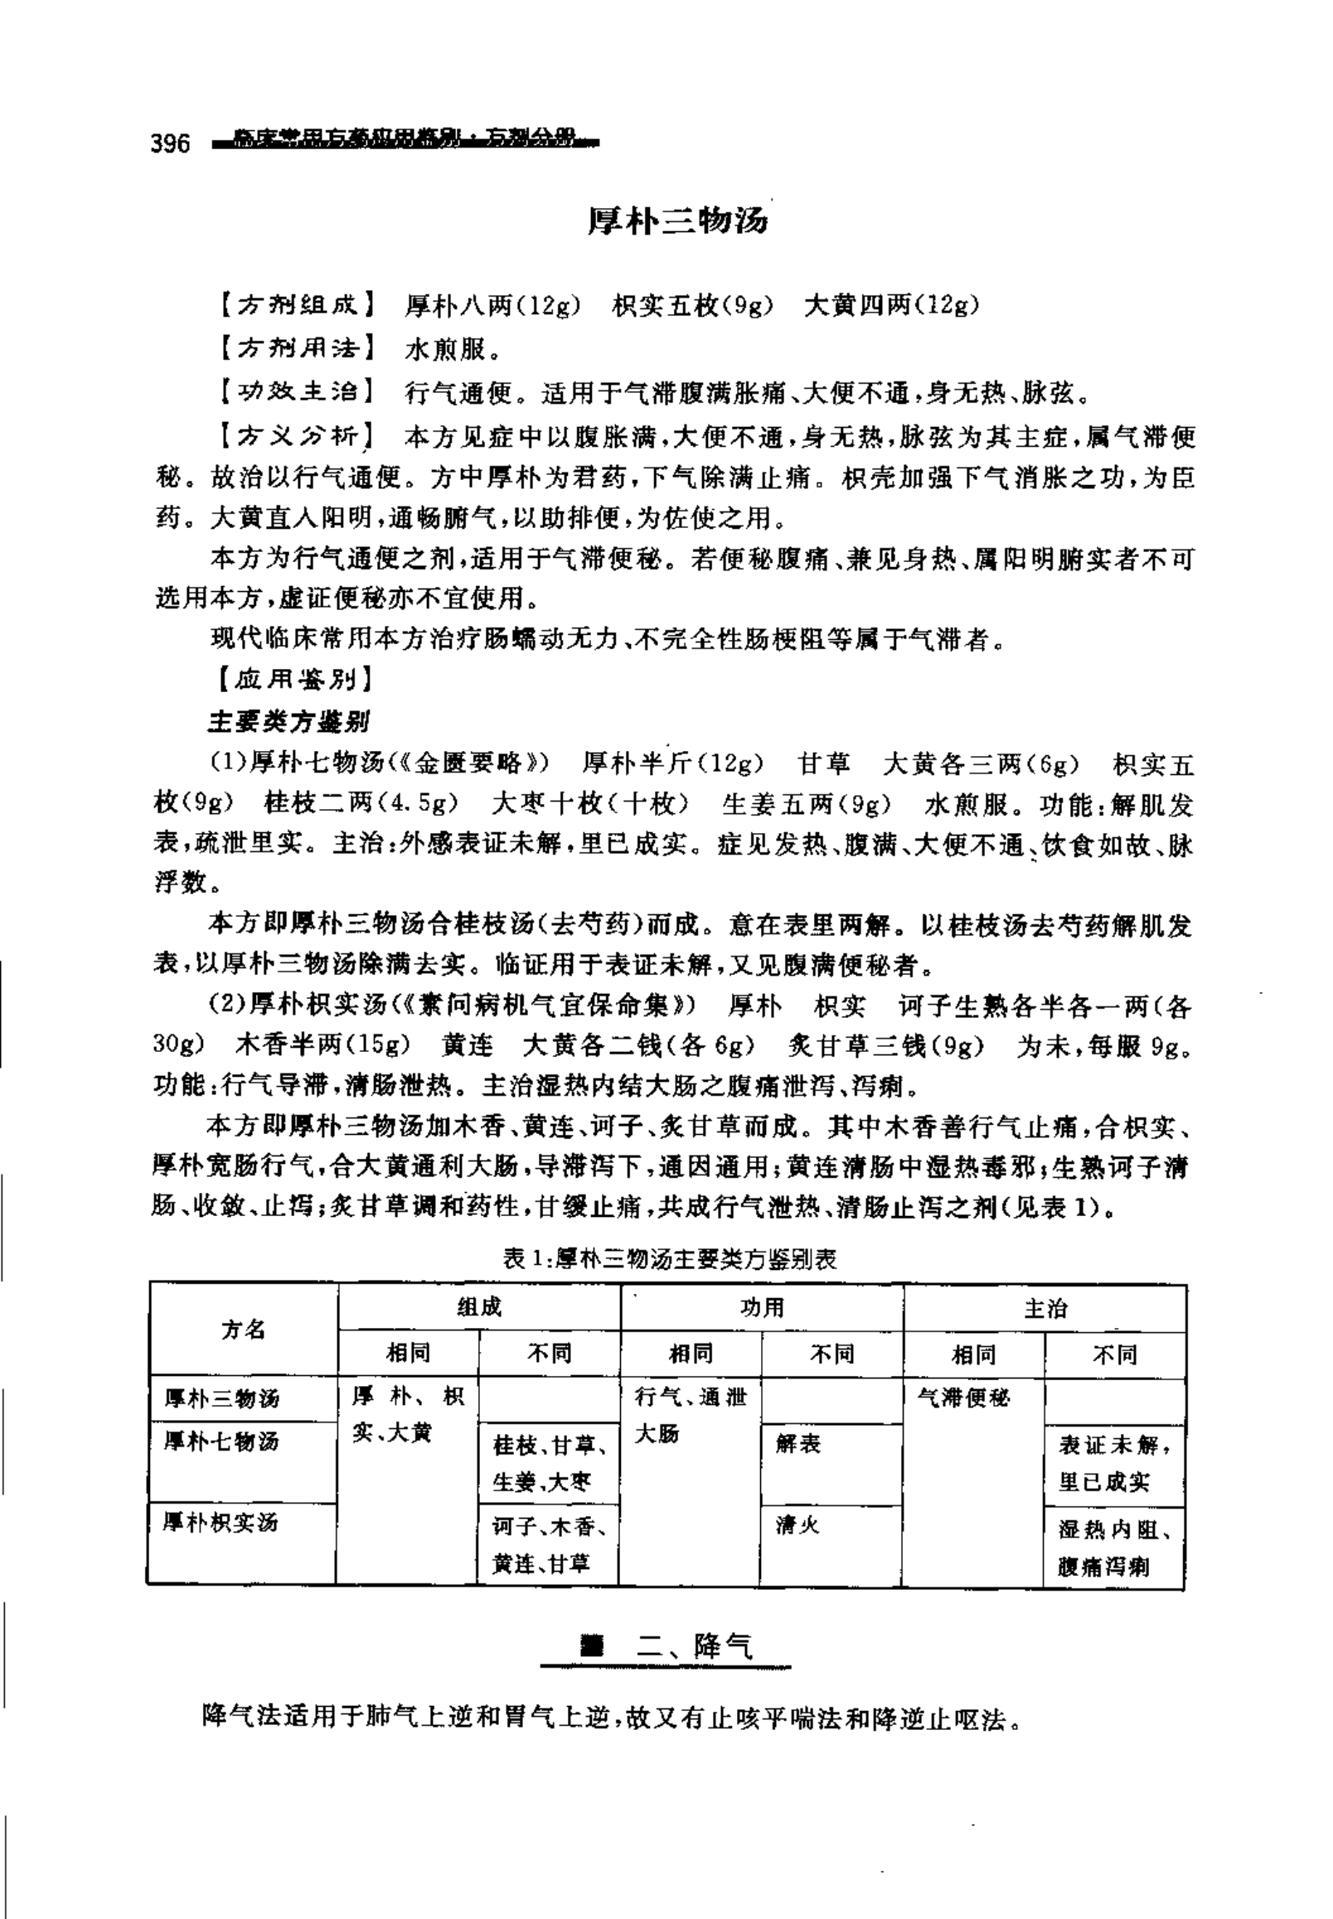 396 临床常用方药应用鉴别·方剂分册
厚朴三物汤
【方剂组成】 厚朴八两(12g) 枳实五枚(9g) 大黄四两(12g)
【方剂用法】 水煎服。
【功效主治】 行气通便。适用于气滞腹满胀痛、大便不通,身无热、脉弦。
【方义分析】 本方见症中以腹胀满,大便不通,身无热,脉弦为其主症,属气滞便
秘。故治以行气通便。方中厚朴为君药,下气除满止痛。枳壳加强下气消胀之功,为臣
药。大黄直入阳明,通畅腑气,以助排便,为佐使之用。
本方为行气通便之剂,适用于气滞便秘。若便秘腹痛、兼见身热、属阳明腑实者不可
选用本方,虚证便秘亦不宜使用。
现代临床常用本方治疗肠蠕动无力、不完全性肠梗阻等属于气滞者。
【应用鉴别】
主要类方鉴别
(1)厚朴七物汤(《金匮要略》) 厚朴半斤(12g) 甘草 大黄各三两(6g) 枳实五
枚(9g) 桂枝二两(4.5g) 大枣十枚(十枚) 生姜五两(9g) 水煎服。功能:解肌发
表,疏泄里实。主治:外感表证未解,里已成实。症见发热、腹满、大便不通、饮食如故、脉
浮数。
本方即厚朴三物汤合桂枝汤(去芍药)而成。意在表里两解。以桂枝汤去芍药解肌发
表,以厚朴三物汤除满去实。临证用于表证未解,又见腹满便秘者。
(2)厚朴枳实汤(《素问病机气宜保命集》) 厚朴 枳实 诃子生熟各半各一两(各
30g) 木香半两(15g) 黄连 大黄各二钱(各 6g) 炙甘草三钱(9g) 为末,每服 9g。
功能:行气导滞,清肠泄热。主治湿热内结大肠之腹痛泄泻、泻痢。
本方即厚朴三物汤加木香、黄连、诃子、炙甘草而成。其中木香善行气止痛,合枳实、
厚朴宽肠行气,合大黄通利大肠,导滞泻下,通因通用;黄连清肠中湿热毒邪;生熟诃子清
肠、收敛、止泻;炙甘草调和药性,甘缓止痛,共成行气泄热、清肠止泻之剂(见表 1)。
表 1:厚朴三物汤主要类方鉴别表
方名 组成 功用 主治
相同 不同 相同 不同 相同 不同
厚朴三物汤 厚朴、枳 行气、通泄 气滞便秘
实、大黄 大肠
厚朴七物汤 桂枝、甘草、 解表 表证未解,
生姜、大枣 里已成实
厚朴枳实汤 诃子、木香、 清火 湿热内阻、
黄连、甘草 腹痛泻痢
二、降气
降气法适用于肺气上逆和胃气上逆,故又有止咳平喘法和降逆止呕法。